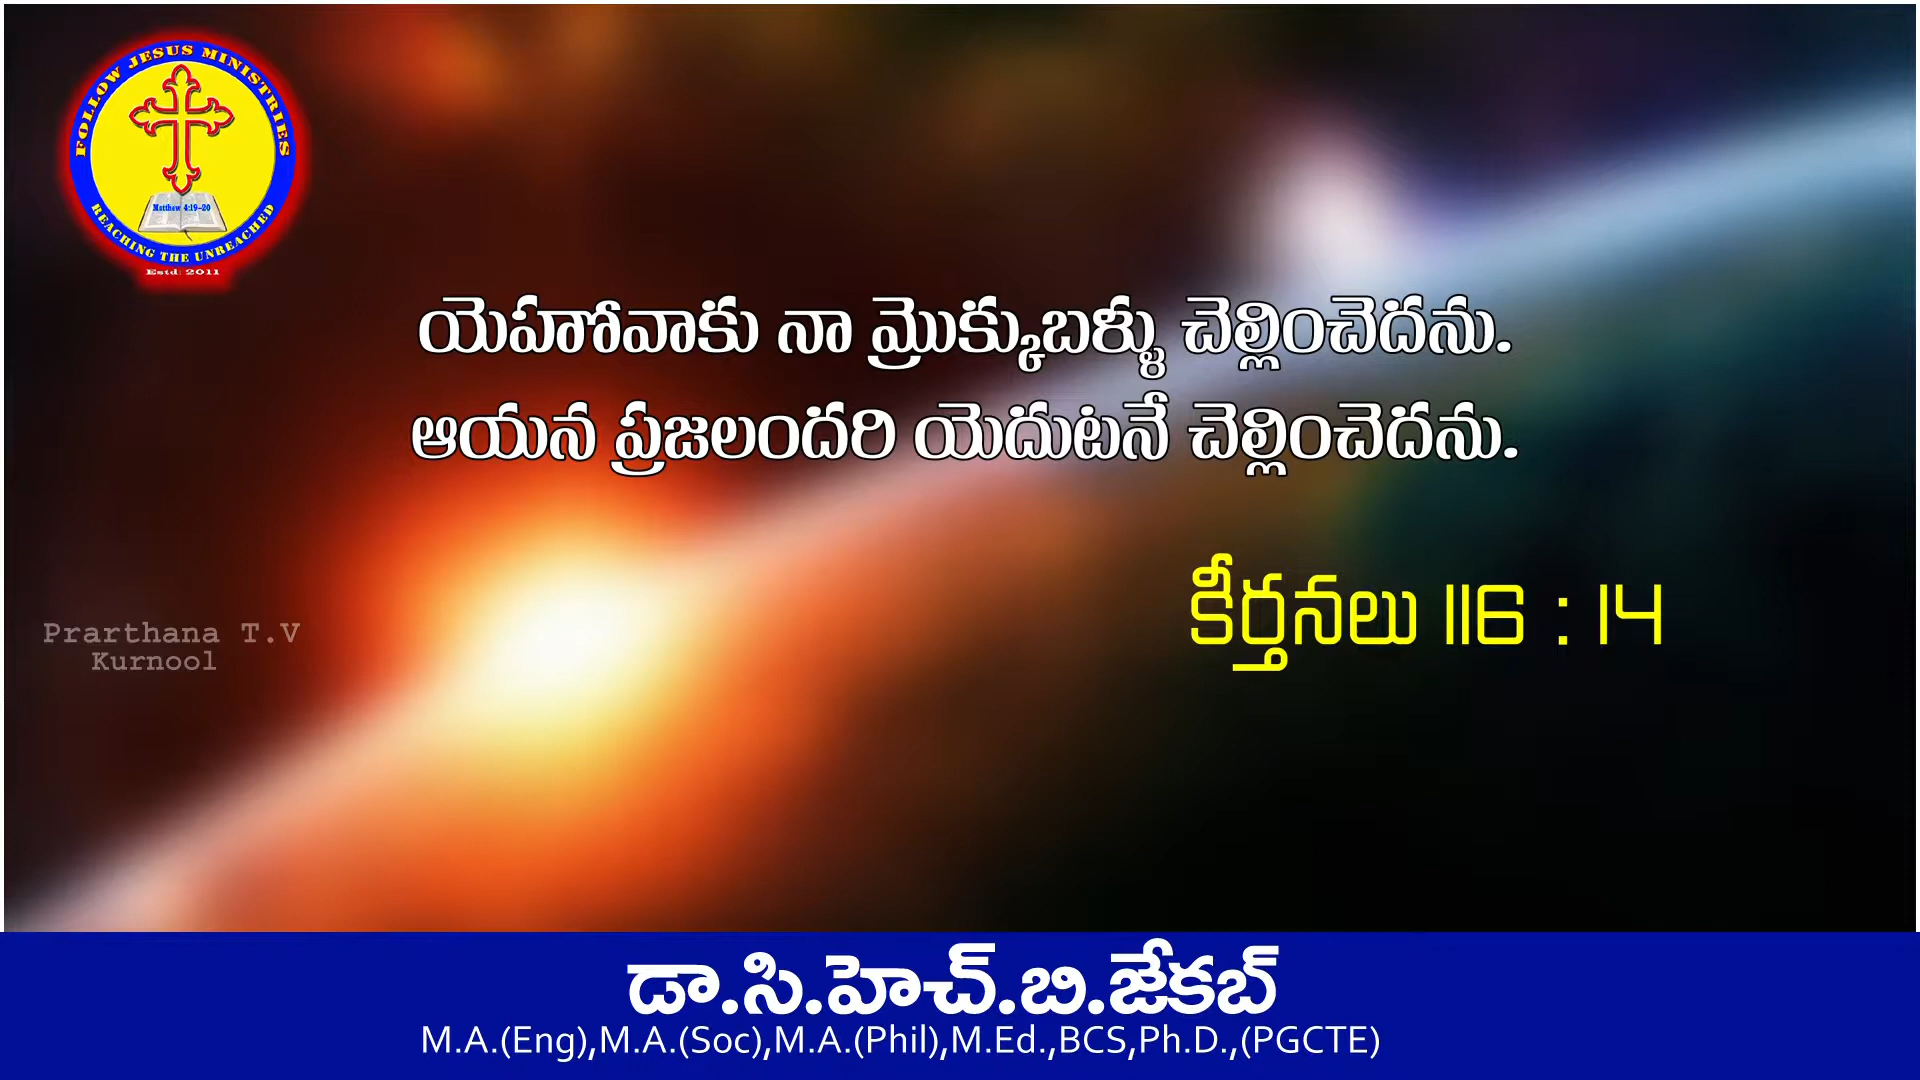 FOLLOW JESUS MINISTRIES
Matthew 4:19-20
REACHING THE UNREACHED
Estd: 2011
యెహోవాకు నా మ్రొక్కుబళ్ళు చెల్లించెదను.
ఆయన ప్రజలందరి యెదుటనే చెల్లించెదను.
కీర్తనలు 116 : 14
Prarthana T.V
Kurnool
డా.సి.హెచ్.బి.జేకబ్
M.A.(Eng),M.A.(Soc),M.A.(Phil),M.Ed.,BCS,Ph.D.,(PGCTE)